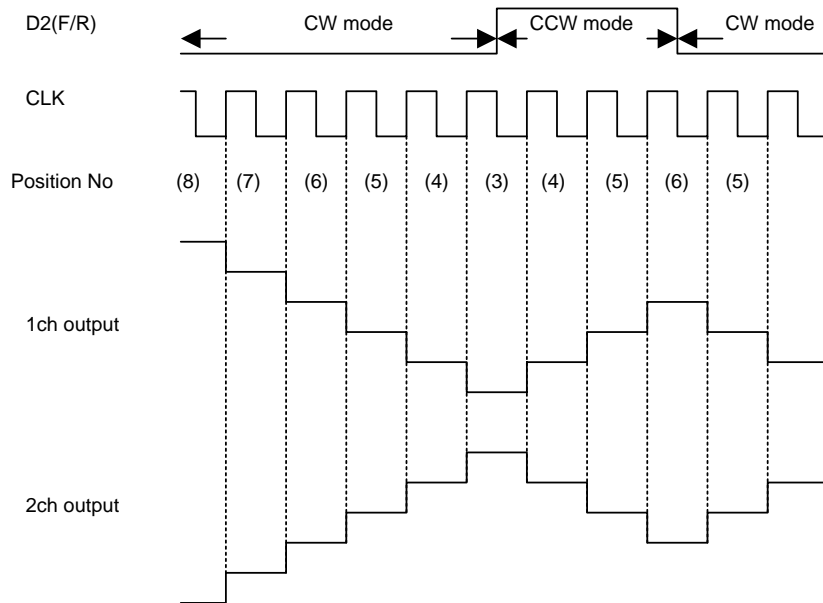 D2(F/R) CW mode CCW mode CW mode
CLK
Position No (8) (7) (6) (5) (4) (3) (4) (5) (6) (5)
1ch output
2ch output